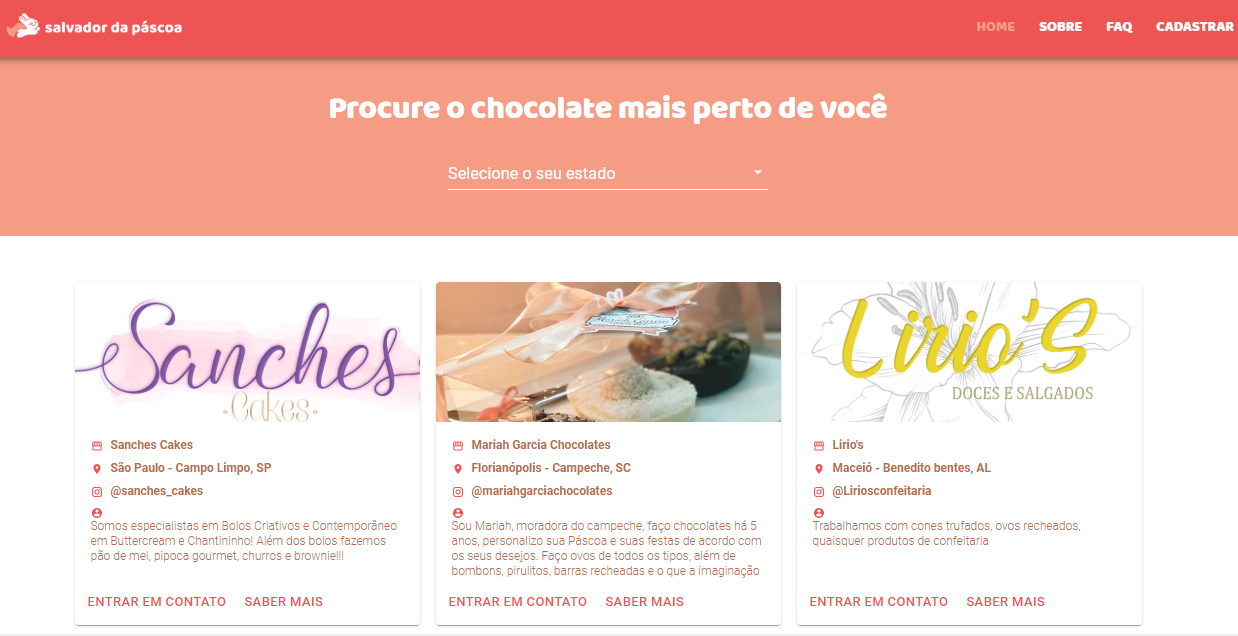 salvador da páscoa
HOME
SOBRE
FAQ
CADASTRAR
Procure o chocolate mais perto de você
Selecione o seu estado
Sanches
Cakes
Sanches Cakes
São Paulo - Campo Limpo, SP
@sanches_cakes
Somos especialistas em Bolos Criativos e Contemporâneo
em Buttercream e Chantininho! Além dos bolos fazemos
pão de mel, pipoca gourmet, churros e brownie!!!
ENTRAR EM CONTATO
SABER MAIS
Mariah Garcia Chocolates
Florianópolis - Campeche, SC
@mariahgarciachocolates
Sou Mariah, moradora do campeche, faço chocolates há 5
anos, personalizo sua Páscoa e suas festas de acordo com
os seus desejos. Faço ovos de todos os tipos, além de
bombons, pirulitos, barras recheadas e o que a imaginação
ENTRAR EM CONTATO
SABER MAIS
Lirio'S
DOCES E SALGADOS
Lirio's
Maceió - Benedito bentes, AL
@Liriosconfeitaria
Trabalhamos com cones trufados, ovos recheados,
quaisquer produtos de confeitaria
ENTRAR EM CONTATO
SABER MAIS